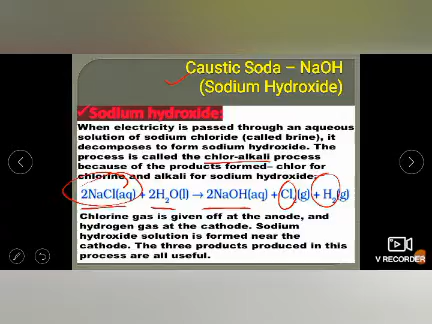 Caustic Soda – NaOH
(Sodium Hydroxide)
✓Sodium hydroxide:
When electricity is passed through an aqueous
solution of sodium chloride (called brine), it
decomposes to form sodium hydroxide.
The process is called the chlor-alkali process
because of the products formed– chlor for
chlorine and alkali for sodium hydroxide.
2NaCl(aq) + 2H₂O(l) → 2NaOH(aq) + Cl₂(g) + H₂(g)
Chlorine gas is given off at the anode, and
hydrogen gas at the cathode. Sodium
hydroxide solution is formed near the
cathode. The three products produced in this
process are all useful.
V RECORDER